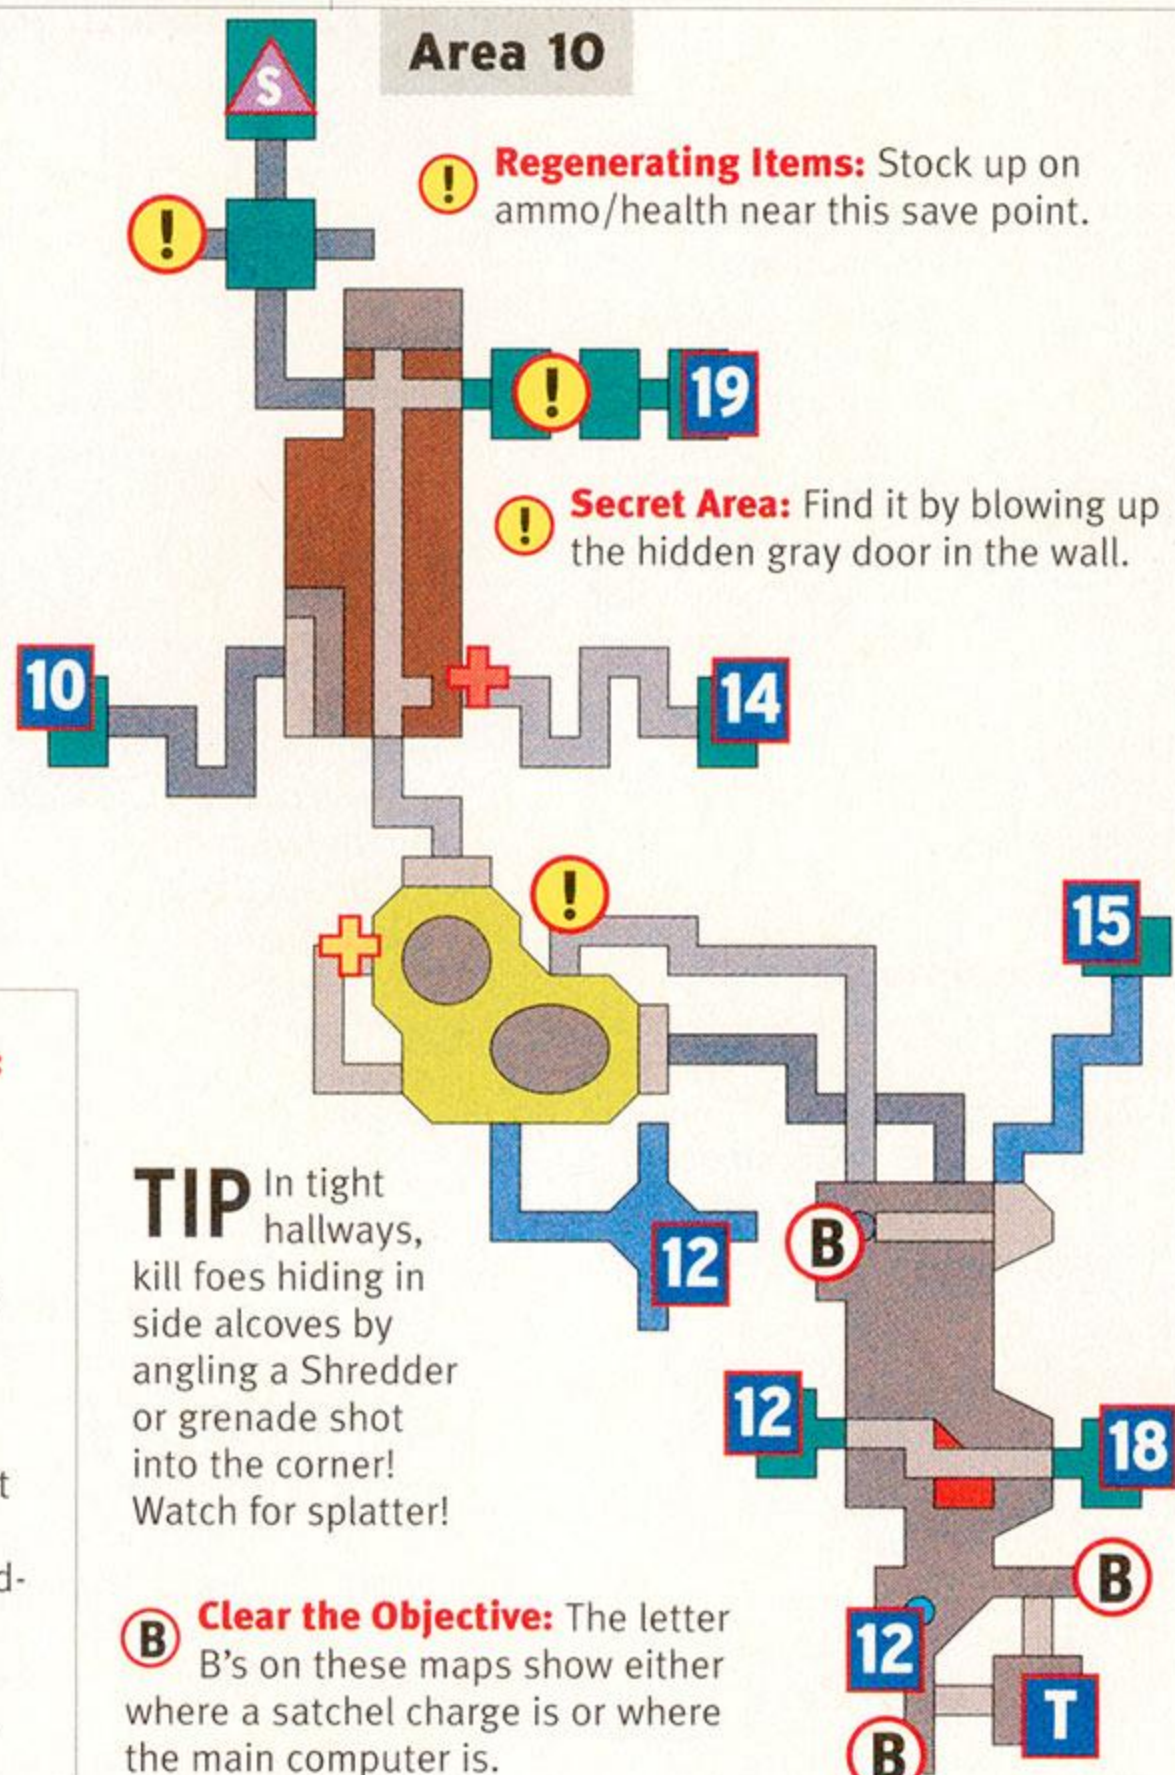 Area 10
S
!
! Regenerating Items: Stock up on
ammo/health near this save point.
!
19
! Secret Area: Find it by blowing up
the hidden gray door in the wall.
10
14
!
15
TIP In tight
hallways,
kill foes hiding in
side alcoves by
angling a Shredder
or grenade shot
into the corner!
Watch for splatter!
12
B
12
18
t
d-
B
B Clear the Objective: The letter
B's on these maps show either
where a satchel charge is or where
the main computer is.
12
T
B